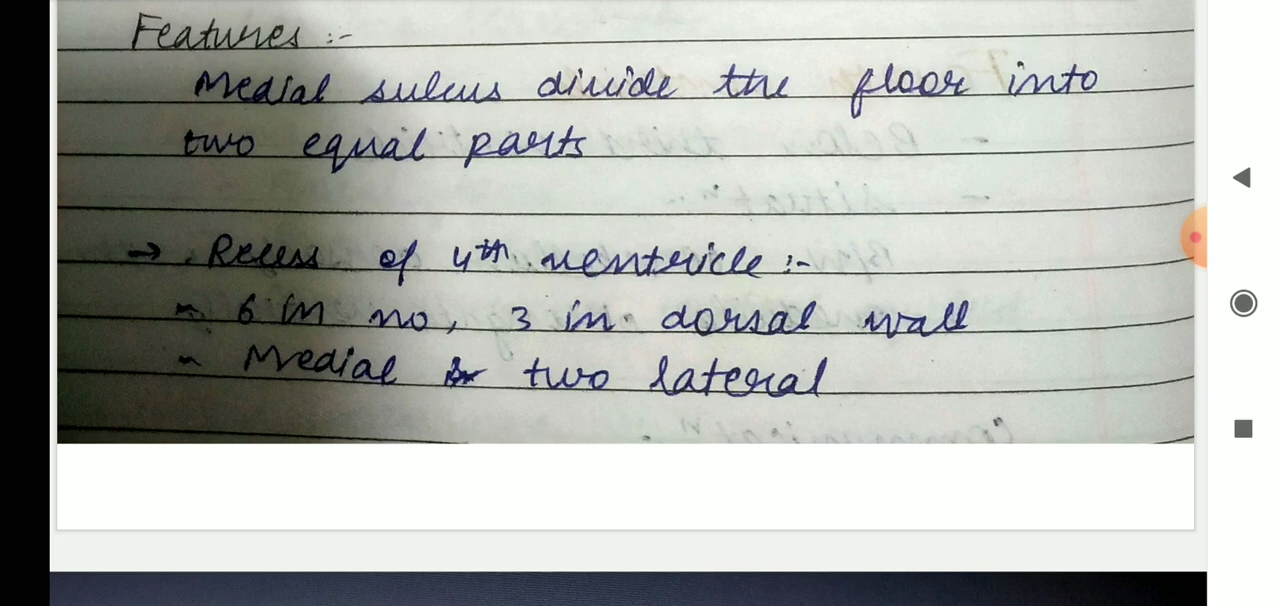 Features :-
Medial sulcus divide the floor into
two equal parts
→ Recess of 4th ventricle :-
- 6 in no, 3 in dorsal wall
- Medial & two lateral